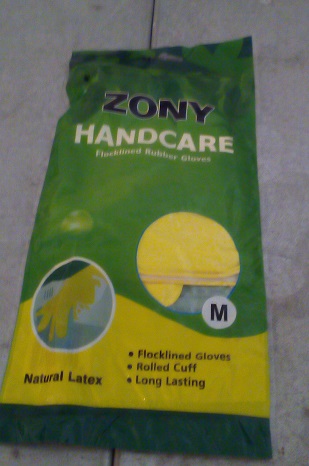 ZONY
HANDCARE
Flocklined Rubber Gloves
M
• Flocklined Gloves
• Rolled Cuff
• Long Lasting
Natural Latex